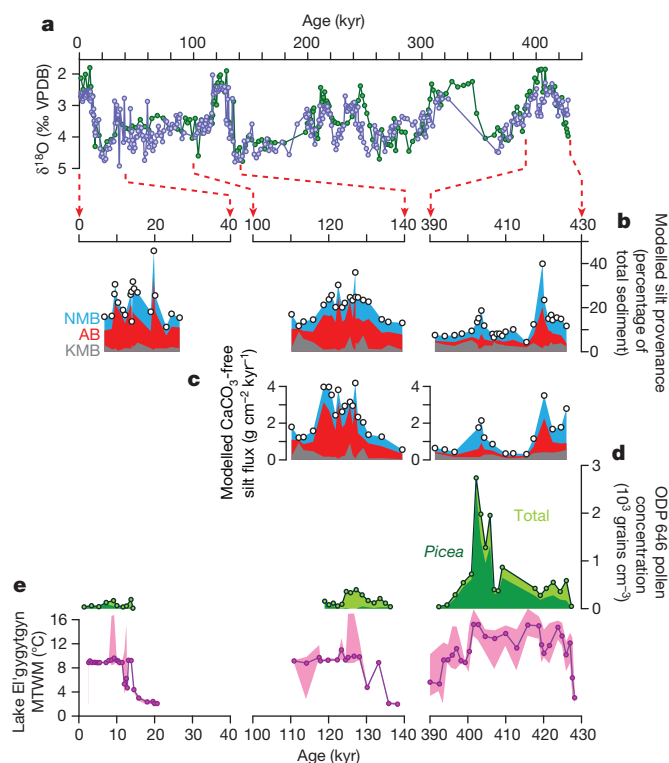 Age (kyr)
a
0 100 200 300 400
2
3
4
5
δ18O (‰ VPDB)
0 20 40 100 120 140 390 410 430
b
Modelled silt provenance
(percentage of
total sediment)
40
20
0
NMB
AB
KMB
c
Modelled CaCO3-free
silt flux (g cm−2 kyr−1)
4
2
0
4
2
0
d
ODP 646 pollen
concentration
(10³ grains cm−3)
3
2
1
0
Total
Picea
e
Lake El'gygytgyn
MTWM (°C)
16
12
8
4
0
0 10 20 30 40 100 110 120 130 140 390 400 410 420 430
Age (kyr)